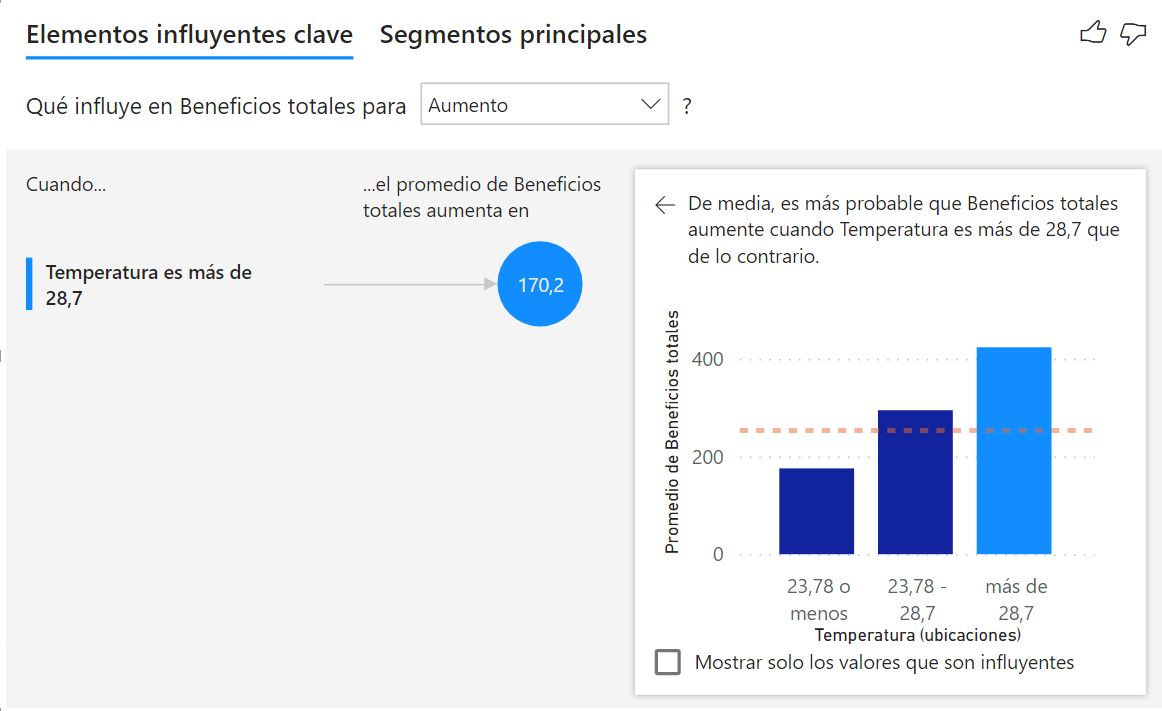 Elementos influyentes clave
Segmentos principales
Qué influye en Beneficios totales para
Aumento
?
Cuando...
...el promedio de Beneficios
totales aumenta en
Temperatura es más de
28,7
170,2
De media, es más probable que Beneficios totales
aumente cuando Temperatura es más de 28,7 que
de lo contrario.
Promedio de Beneficios totales
400
200
0
23,78 o
menos
23,78 -
28,7
más de
28,7
Temperatura (ubicaciones)
Mostrar solo los valores que son influyentes